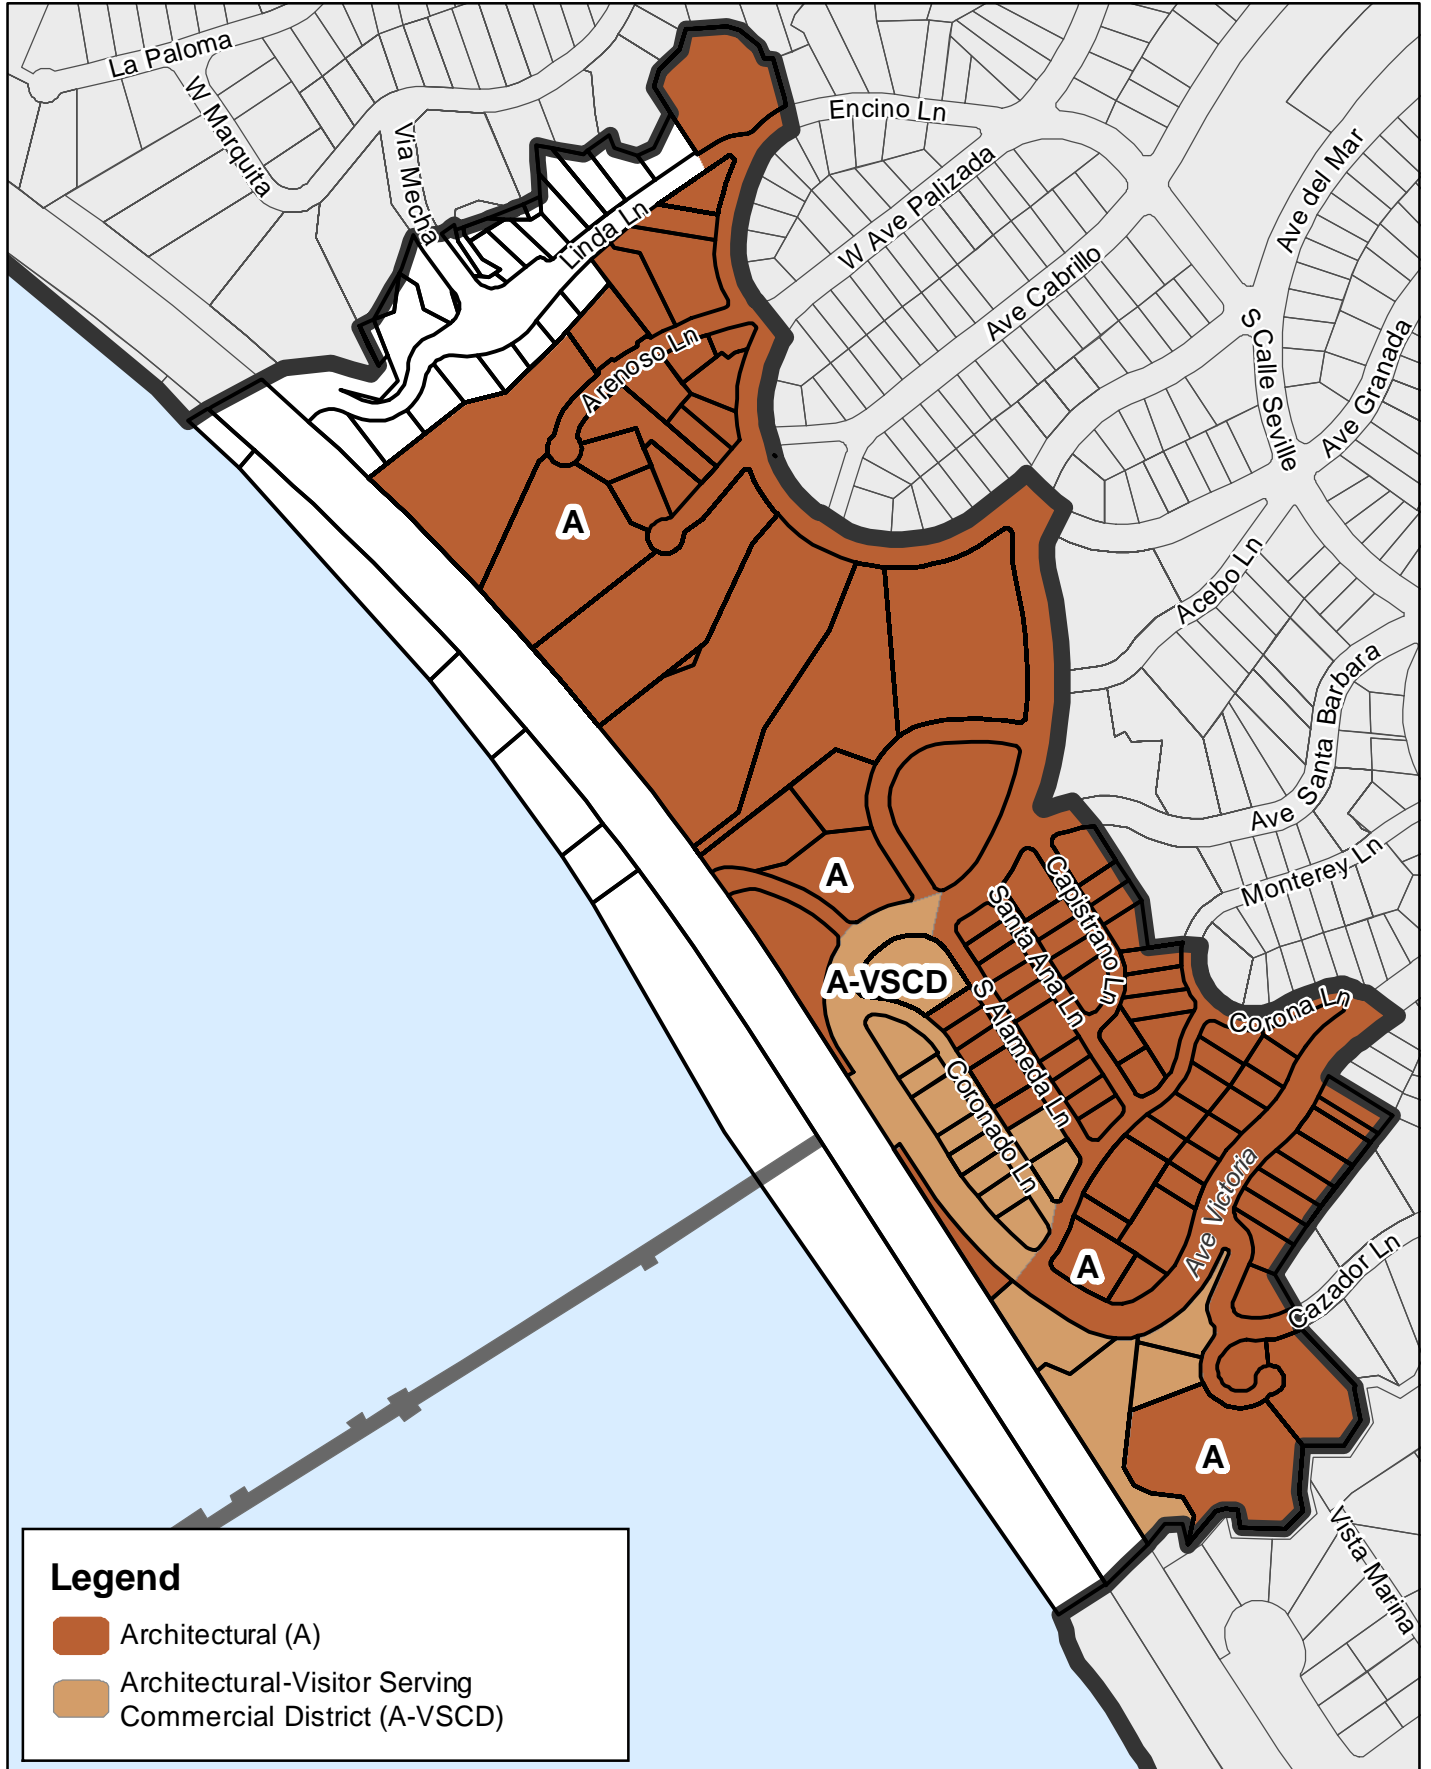 La Paloma
W Marquita
Via Mecha
Encino Ln
W Ave Palizada
Ave del Mar
Linda Ln
Ave Cabrillo
S Calle Seville
Ave Granada
Arenoso Ln
A
Acebo Ln
Ave Santa Barbara
A
Monterey Ln
Capistrano Ln
Santa Ana Ln
A-VSCD
S Alameda Ln
Corona Ln
Coronado Ln
Ave Victoria
A
Cazador Ln
A
Vista Marina
Legend
Architectural (A)
Architectural-Visitor Serving
Commercial District (A-VSCD)